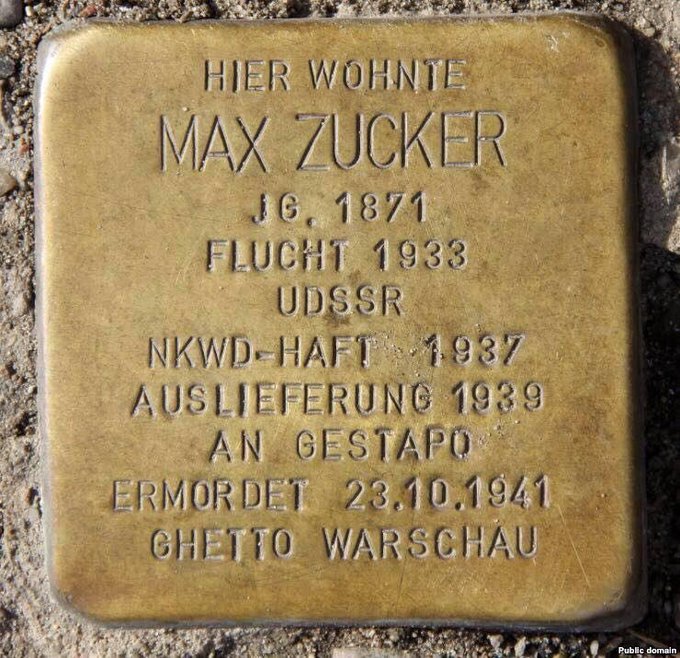 HIER WOHNTE
MAX ZUCKER
JG. 1871
FLUCHT 1933
UDSSR
NKWD-HAFT 1937
AUSLIEFERUNG 1939
AN GESTAPO
ERMORDET 23.10.1941
GHETTO WARSCHAU
Public domain